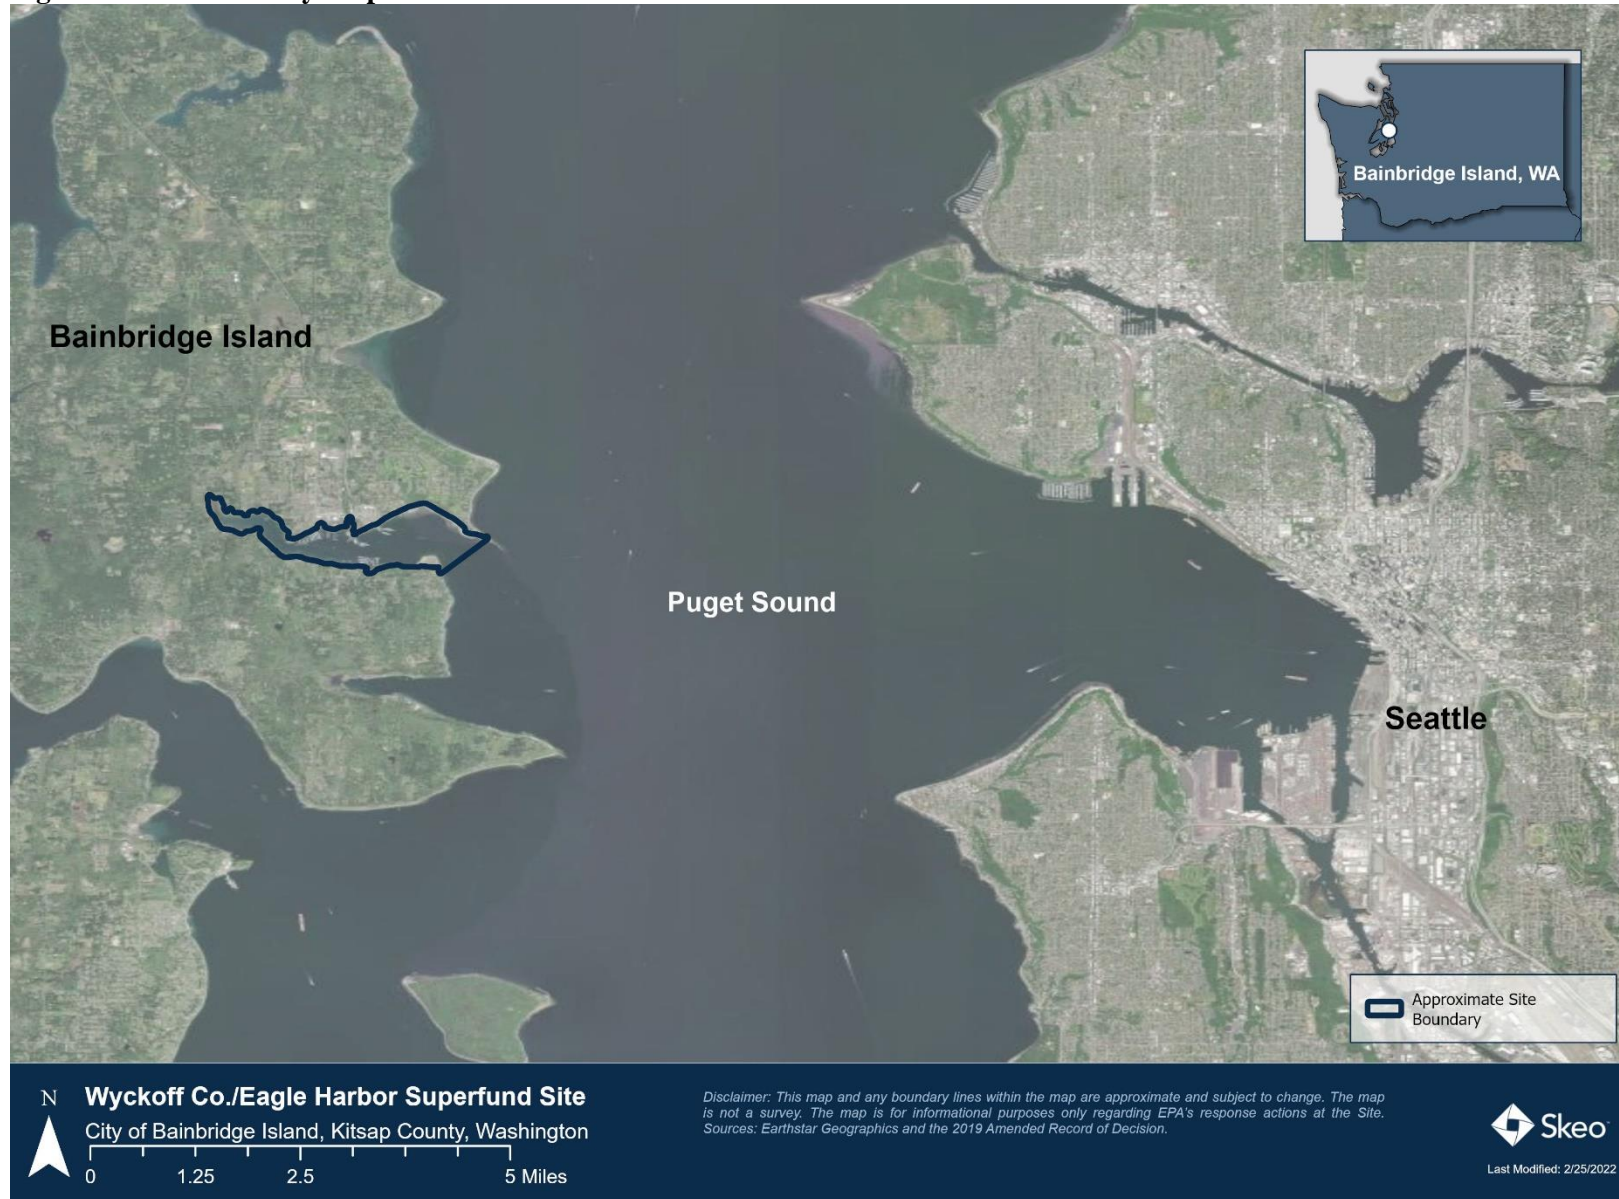 Bainbridge Island, WA
Bainbridge Island
Puget Sound
Seattle
Approximate Site
Boundary
N
Wyckoff Co./Eagle Harbor Superfund Site
City of Bainbridge Island, Kitsap County, Washington
0 1.25 2.5 5 Miles
Disclaimer: This map and any boundary lines within the map are approximate and subject to change. The map
is not a survey. The map is for informational purposes only regarding EPA's response actions at the Site.
Sources: Earthstar Geographics and the 2019 Amended Record of Decision.
Skeo
Last Modified: 2/25/2022